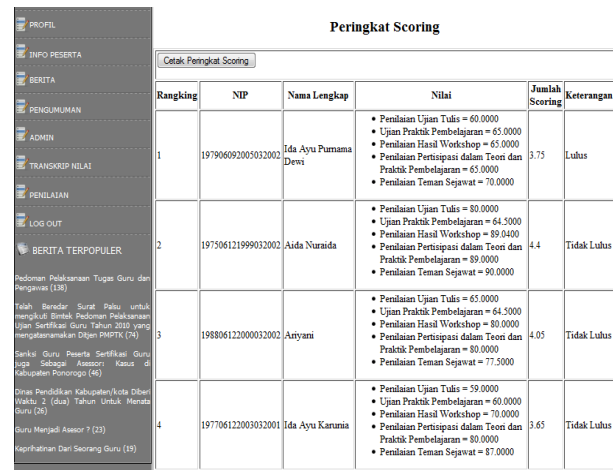 PROFIL
INFO PESERTA
BERITA
PENGUMUMAN
ADMIN
TRANSKRIP NILAI
PENILAIAN
LOG OUT
BERITA TERPOPULER
Pedoman Pelaksanaan Tugas Guru dan
Pengawas (138)
Telah Beredar Surat Palsu untuk
mengikuti Bimtek Pedoman Pelaksanaan
Ujian Sertifikasi Guru Tahun 2010 yang
mengatasnamakan Ditjen PMPTK (74)
Sanksi Guru Peserta Sertifikasi Guru
juga Sebagai Asessor: Kasus di
Kabupaten Ponorogo (46)
Dinas Pendidikan Kabupaten/kota Diberi
Waktu 2 (dua) Tahun Untuk Menata
Guru (26)
Guru Menjadi Asesor ? (23)
Keprihatinan Dari Seorang Guru (19)
Peringkat Scoring
Cetak Peringkat Scoring
Rangking NIP Nama Lengkap Nilai Jumlah Scoring Keterangan
1 197906092005032002 Ida Ayu Purnama Dewi
• Penilaian Ujian Tulis = 60.0000
• Ujian Praktik Pembelajaran = 65.0000
• Penilaian Hasil Workshop = 65.0000
• Penilaian Pertisipasi dalam Teori dan
Praktik Pembelajaran = 65.0000
• Penilaian Teman Sejawat = 70.0000
3.75 Lulus
2 197506121999032002 Aida Nuraida
• Penilaian Ujian Tulis = 80.0000
• Ujian Praktik Pembelajaran = 64.5000
• Penilaian Hasil Workshop = 89.0400
• Penilaian Pertisipasi dalam Teori dan
Praktik Pembelajaran = 89.0000
• Penilaian Teman Sejawat = 90.0000
4.4 Tidak Lulus
3 198806122000032002 Ariyani
• Penilaian Ujian Tulis = 65.0000
• Ujian Praktik Pembelajaran = 64.5000
• Penilaian Hasil Workshop = 80.0000
• Penilaian Pertisipasi dalam Teori dan
Praktik Pembelajaran = 80.0000
• Penilaian Teman Sejawat = 77.5000
4.05 Tidak Lulus
4 197706122003032001 Ida Ayu Karunia
• Penilaian Ujian Tulis = 59.0000
• Ujian Praktik Pembelajaran = 60.0000
• Penilaian Hasil Workshop = 70.0000
• Penilaian Pertisipasi dalam Teori dan
Praktik Pembelajaran = 80.0000
• Penilaian Teman Sejawat = 87.0000
3.65 Tidak Lulus